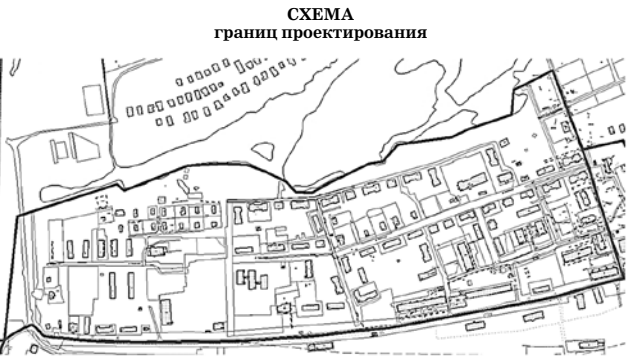 СХЕМА
границ проектирования